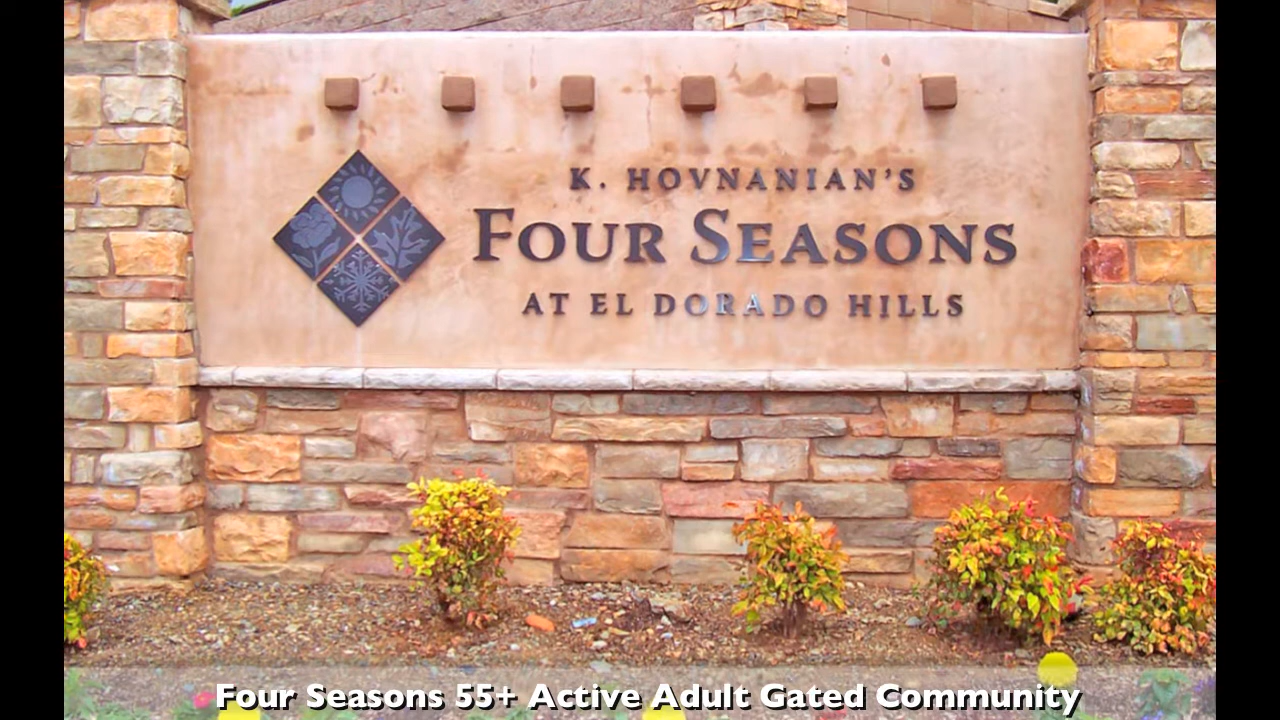 K. HOVNANIAN'S
FOUR SEASONS
AT EL DORADO HILLS
Four Seasons 55+ Active Adult Gated Community